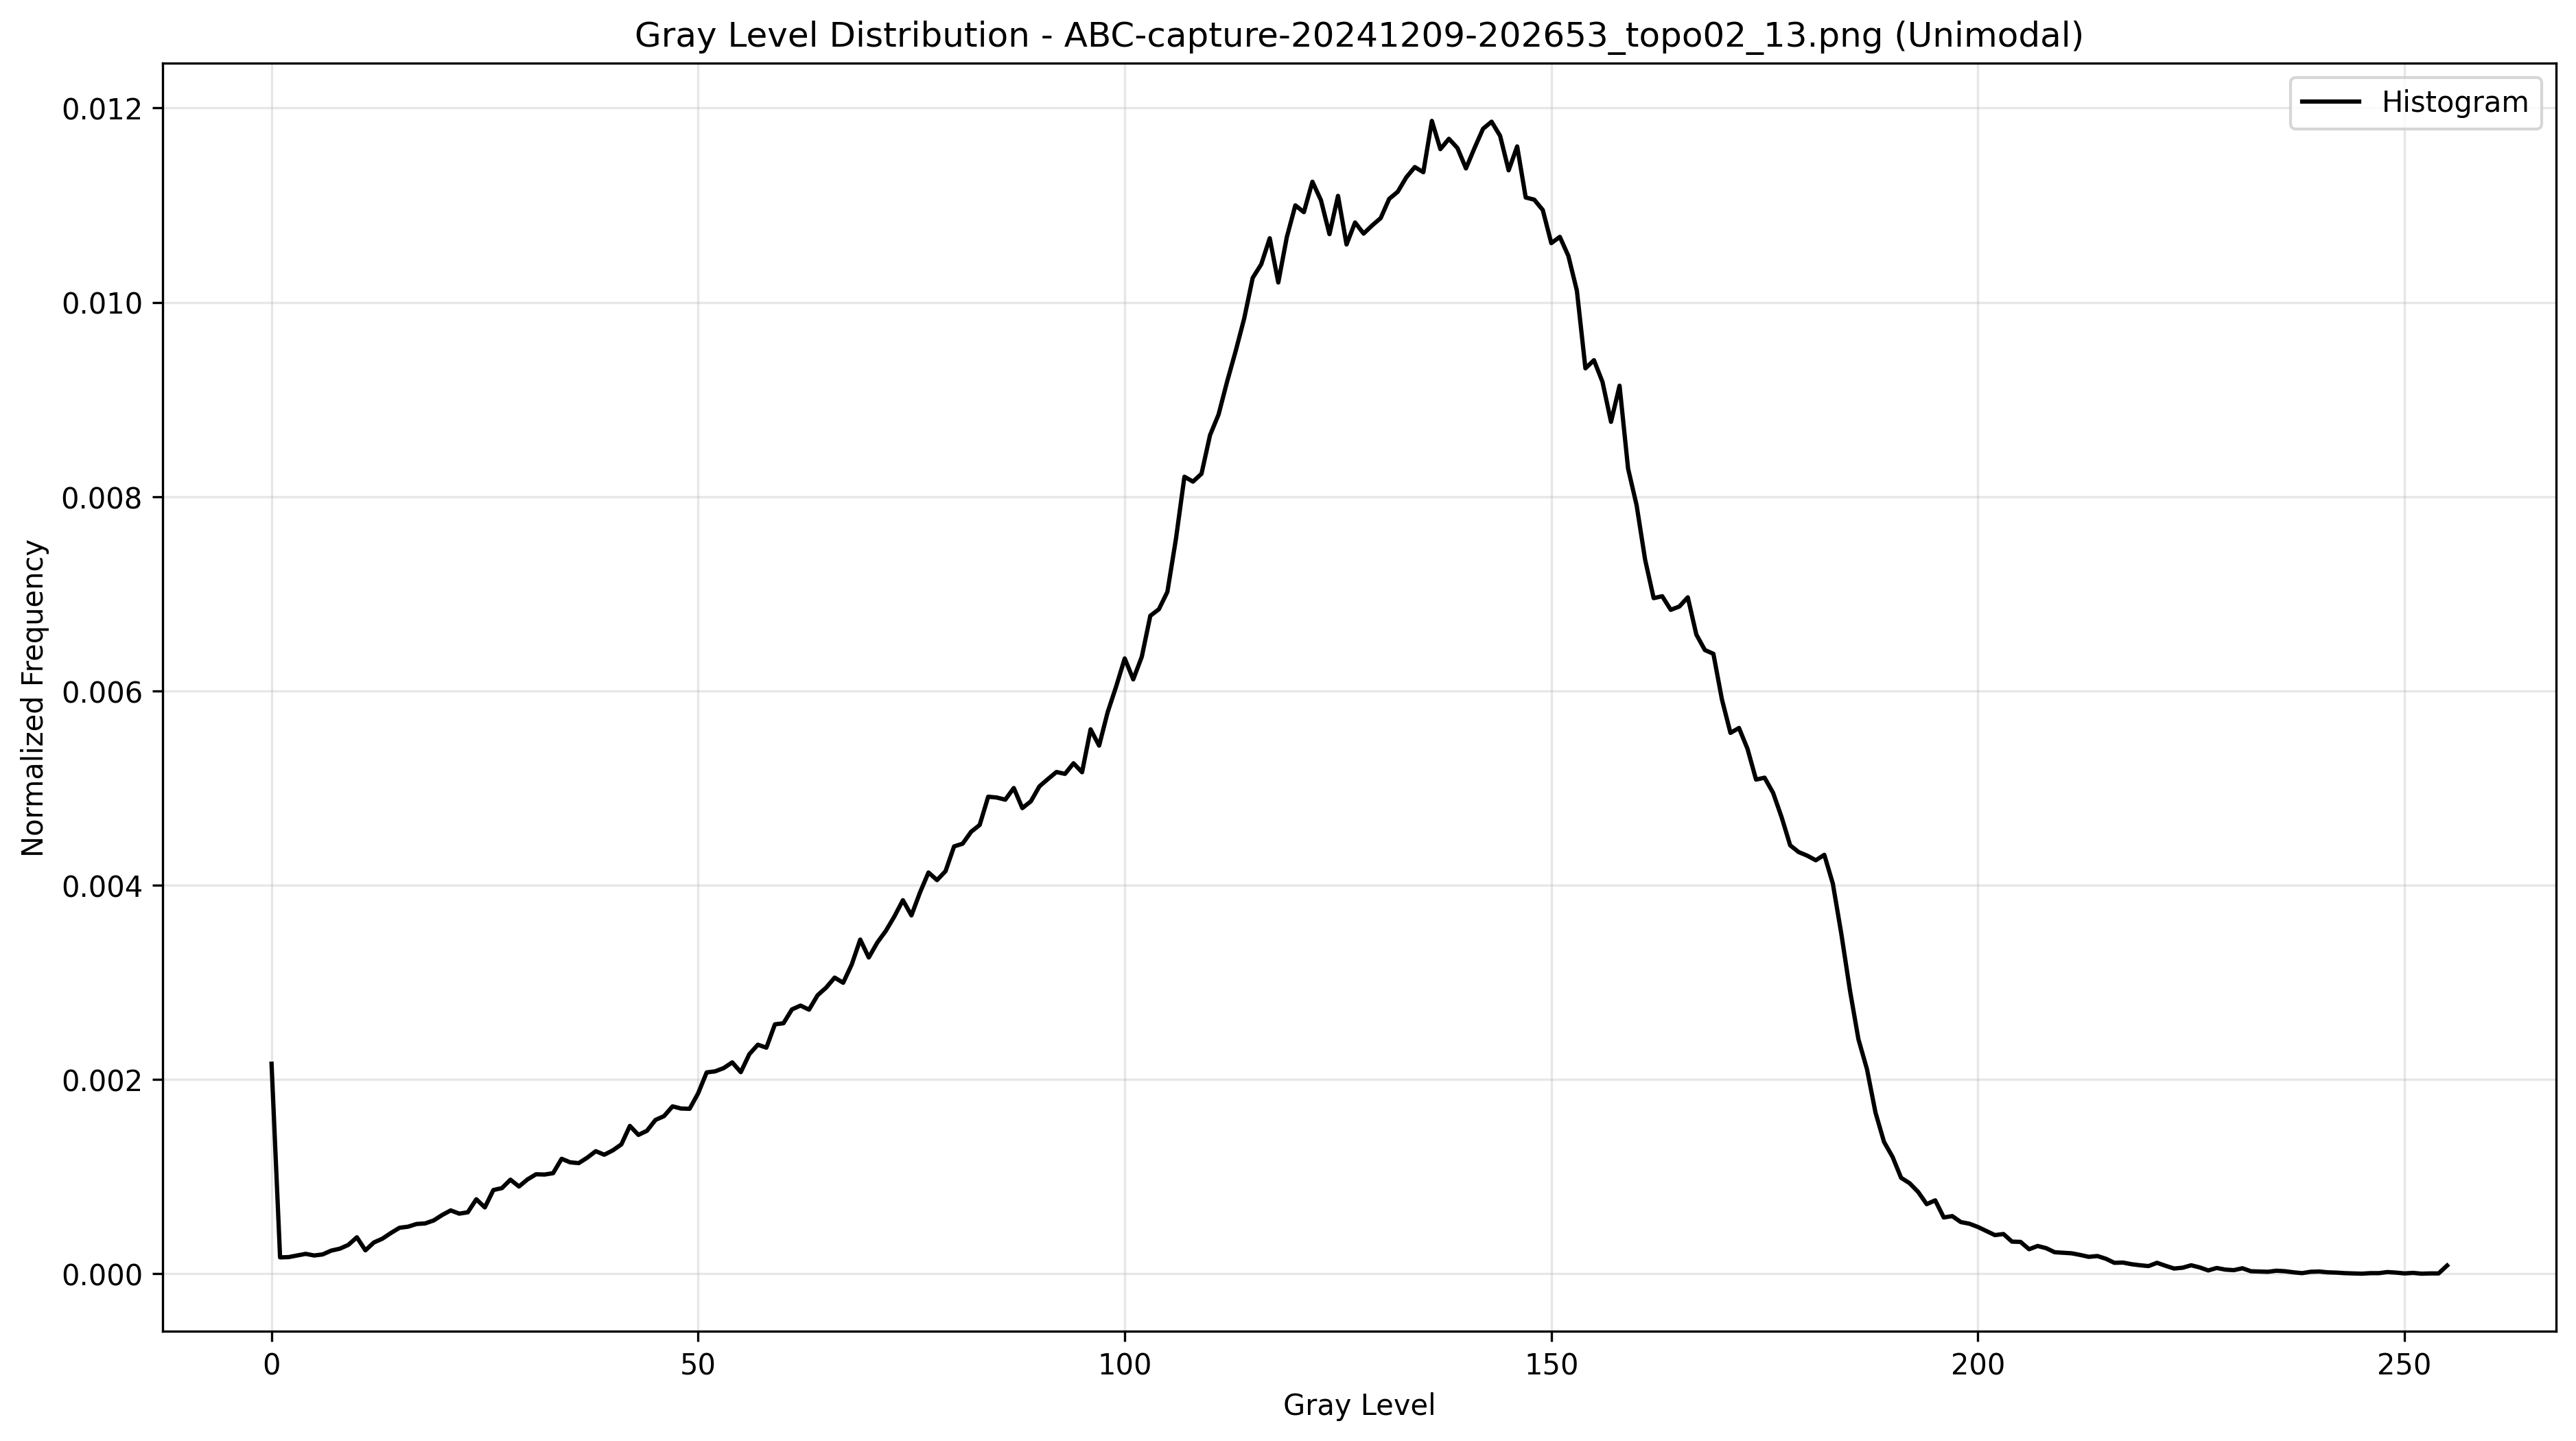 Gray Level Distribution - ABC-capture-20241209-202653_topo02_13.png (Unimodal)
Histogram
0.012
0.010
0.008
0.006
0.004
0.002
0.000
Normalized Frequency
0 50 100 150 200 250
Gray Level